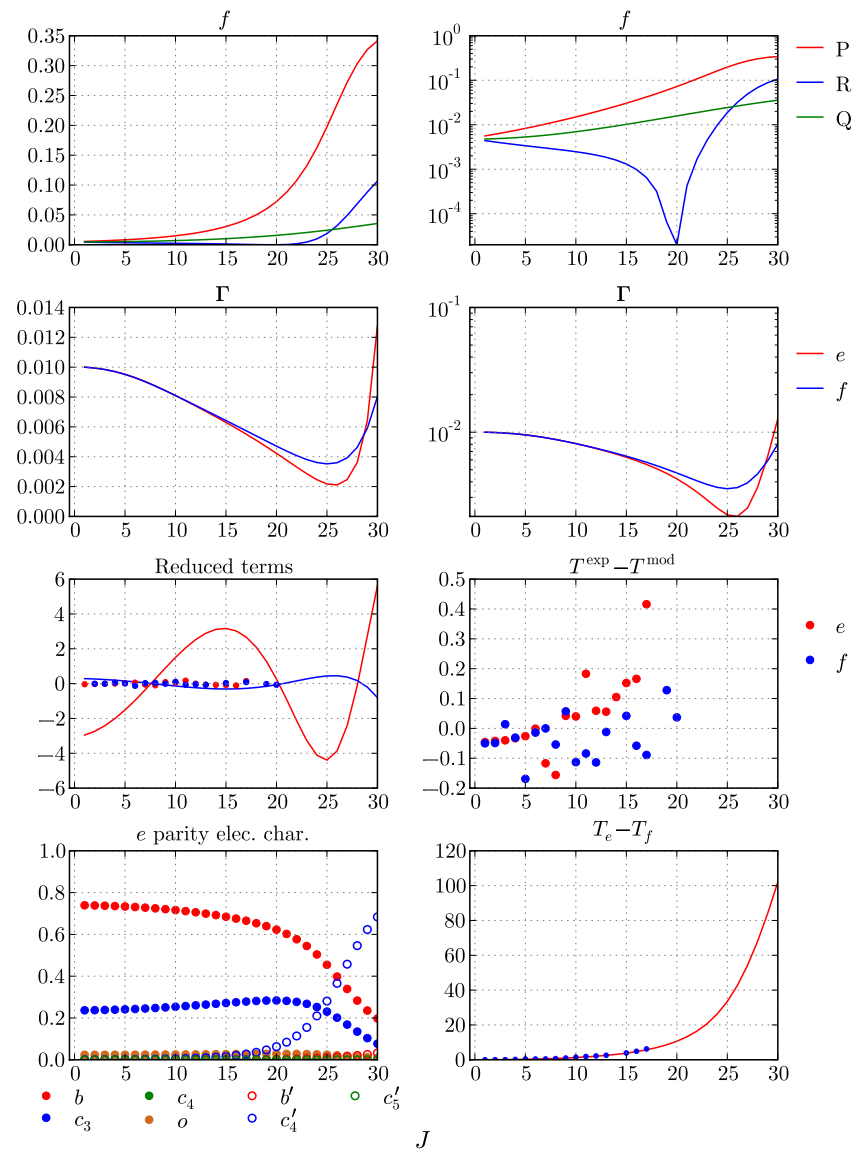 f
0.35
0.30
0.25
0.20
0.15
0.10
0.05
0.00
0 5 10 15 20 25 30
f
10^0
10^-1
10^-2
10^-3
10^-4
0 5 10 15 20 25 30
P
R
Q
Γ
0.014
0.012
0.010
0.008
0.006
0.004
0.002
0.000
0 5 10 15 20 25 30
Γ
10^-1
10^-2
0 5 10 15 20 25 30
e
f
Reduced terms
6
4
2
0
−2
−4
−6
0 5 10 15 20 25 30
T^exp−T^mod
0.5
0.4
0.3
0.2
0.1
0.0
−0.1
−0.2
0 5 10 15 20 25 30
e
f
e parity elec. char.
1.0
0.8
0.6
0.4
0.2
0.0
0 5 10 15 20 25 30
T_e−T_f
120
100
80
60
40
20
0
0 5 10 15 20 25 30
b c_4 b′ c′_5
c_3 o c′_4
J